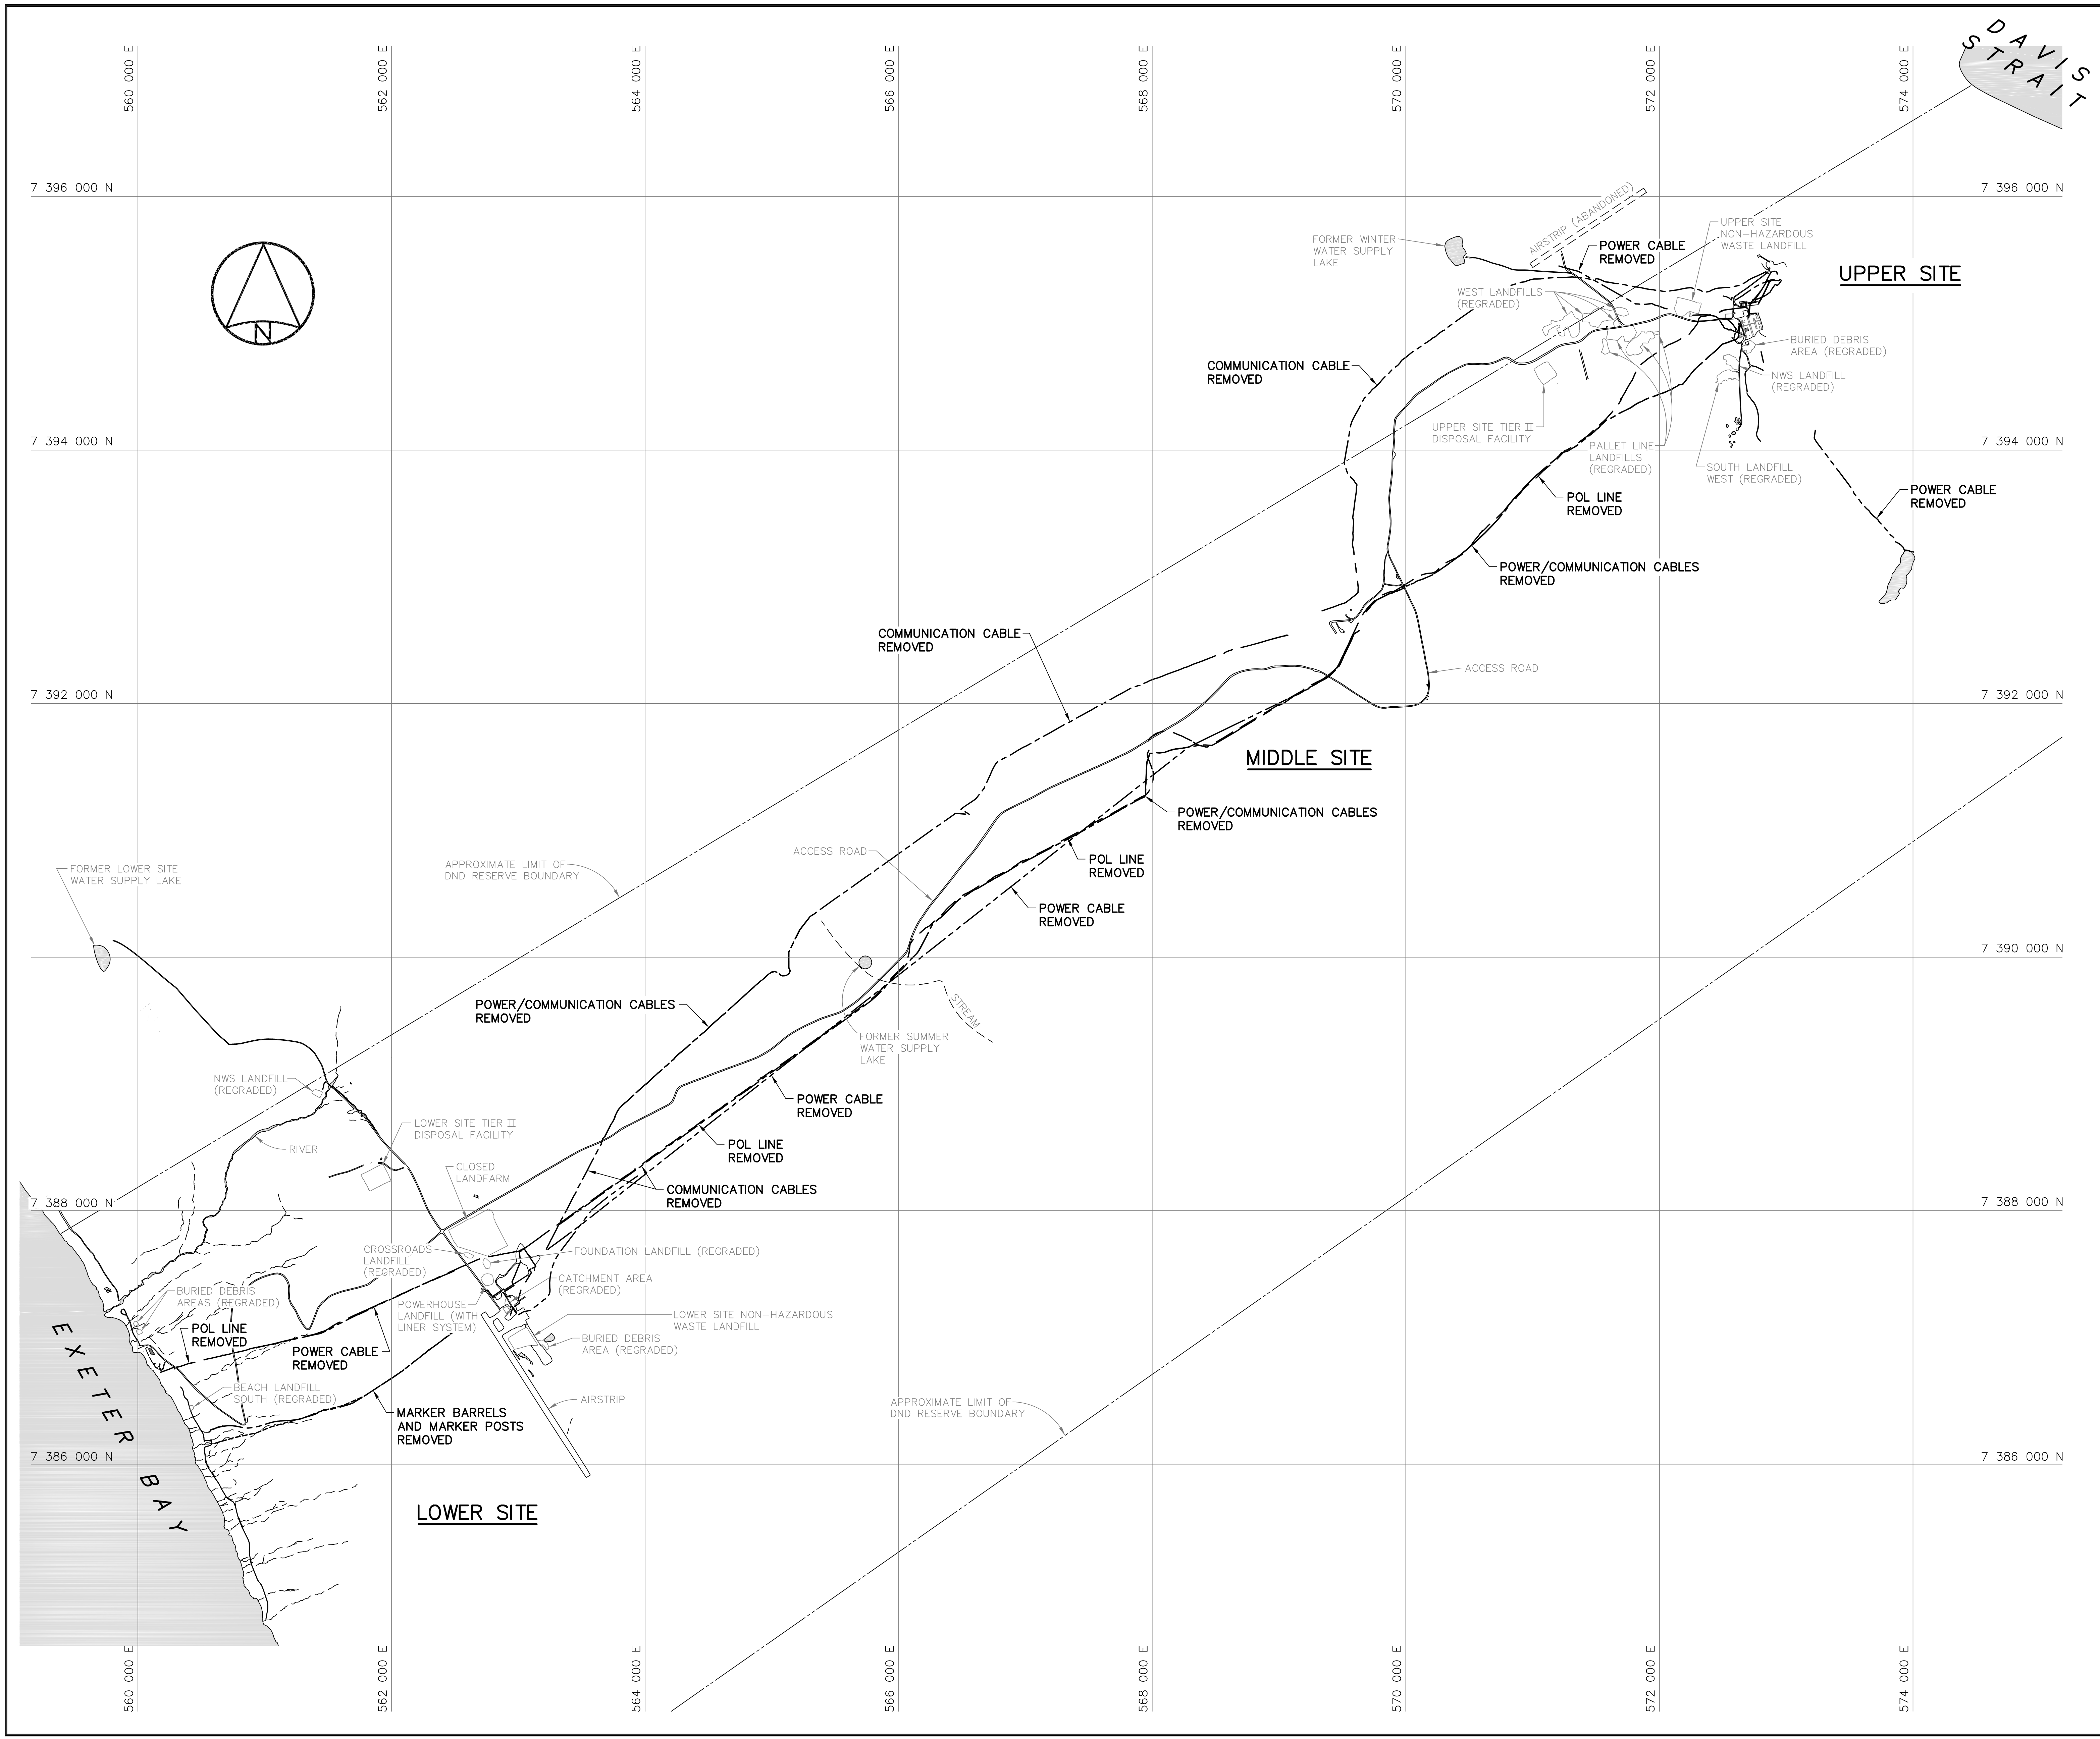 DAVIS
STRAIT
560 000 E
562 000 E
564 000 E
566 000 E
568 000 E
570 000 E
572 000 E
574 000 E
7 396 000 N
7 396 000 N
N
AIRSTRIP (ABANDONED)
FORMER WINTER
WATER SUPPLY
LAKE
POWER CABLE
REMOVED
UPPER SITE
NON-HAZARDOUS
WASTE LANDFILL
UPPER SITE
WEST LANDFILLS
(REGRADED)
BURIED DEBRIS
AREA (REGRADED)
COMMUNICATION CABLE
REMOVED
NWS LANDFILL
(REGRADED)
UPPER SITE TIER II
DISPOSAL FACILITY
7 394 000 N
7 394 000 N
PALLET LINE
LANDFILLS
(REGRADED)
SOUTH LANDFILL
WEST (REGRADED)
POL LINE
REMOVED
POWER CABLE
REMOVED
POWER/COMMUNICATION CABLES
REMOVED
COMMUNICATION CABLE
REMOVED
ACCESS ROAD
7 392 000 N
7 392 000 N
MIDDLE SITE
POWER/COMMUNICATION CABLES
REMOVED
ACCESS ROAD
POL LINE
REMOVED
FORMER LOWER SITE
WATER SUPPLY LAKE
APPROXIMATE LIMIT OF
DND RESERVE BOUNDARY
POWER CABLE
REMOVED
7 390 000 N
POWER/COMMUNICATION CABLES
REMOVED
STREAM
FORMER SUMMER
WATER SUPPLY
LAKE
NWS LANDFILL
(REGRADED)
POWER CABLE
REMOVED
LOWER SITE TIER II
DISPOSAL FACILITY
RIVER
POL LINE
REMOVED
CLOSED
LANDFARM
COMMUNICATION CABLES
REMOVED
7 388 000 N
7 388 000 N
CROSSROADS
LANDFILL
(REGRADED)
FOUNDATION LANDFILL (REGRADED)
CATCHMENT AREA
(REGRADED)
BURIED DEBRIS
AREAS (REGRADED)
POWERHOUSE
LANDFILL (WITH
LINER SYSTEM)
LOWER SITE NON-HAZARDOUS
WASTE LANDFILL
POL LINE
REMOVED
BURIED DEBRIS
AREA (REGRADED)
POWER CABLE
REMOVED
EXETER BAY
BEACH LANDFILL
SOUTH (REGRADED)
AIRSTRIP
MARKER BARRELS
AND MARKER POSTS
REMOVED
APPROXIMATE LIMIT OF
DND RESERVE BOUNDARY
7 386 000 N
7 386 000 N
LOWER SITE
560 000 E
562 000 E
564 000 E
566 000 E
568 000 E
570 000 E
572 000 E
574 000 E
7 390 000 N